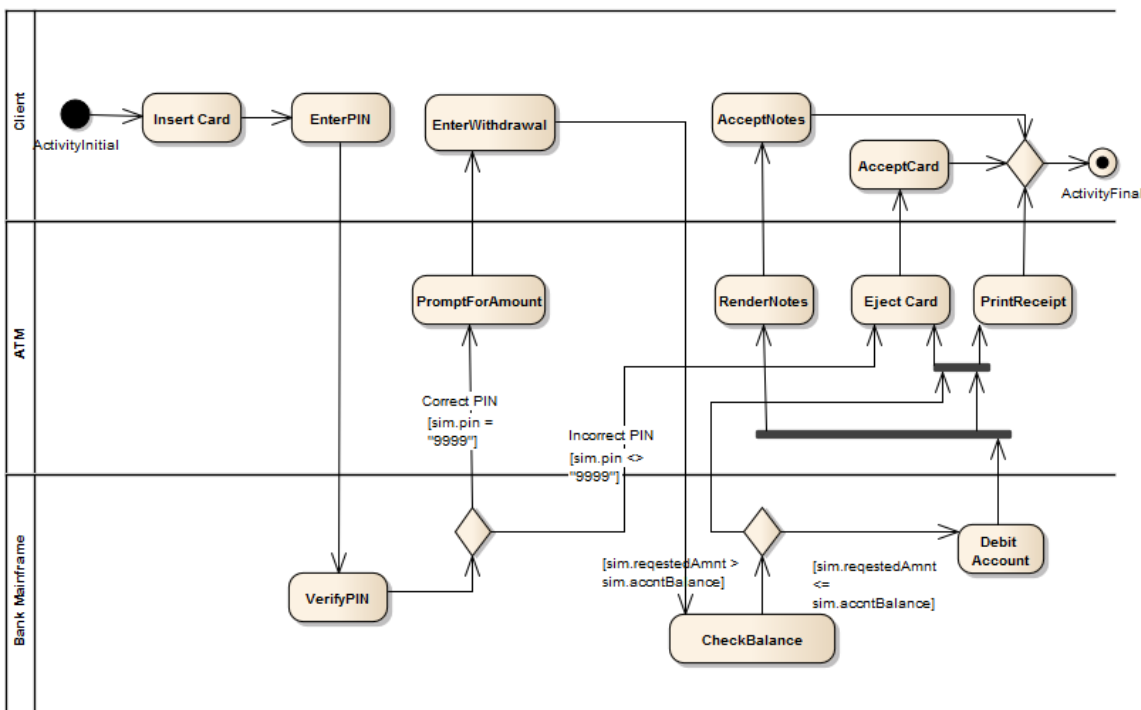 Client
Insert Card
EnterPIN
EnterWithdrawal
AcceptNotes
ActivityInitial
AcceptCard
ActivityFinal
ATM
PromptForAmount
RenderNotes
Eject Card
PrintReceipt
Correct PIN
[sim.pin =
"9999"]
Incorrect PIN
[sim.pin <>
"9999"]
Bank Mainframe
VerifyPIN
[sim.reqestedAmnt >
sim.accntBalance]
[sim.reqestedAmnt
<=
sim.accntBalance]
Debit
Account
CheckBalance